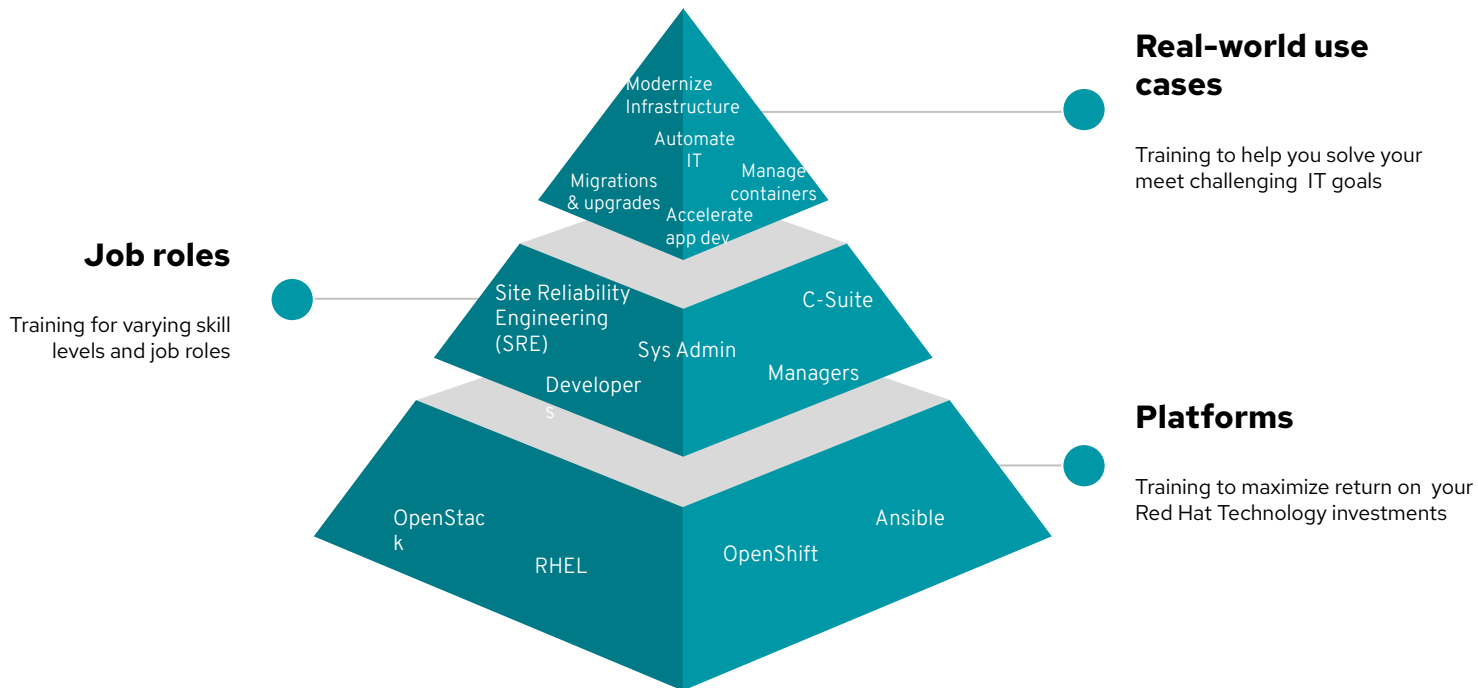 Real-world use
cases
Training to help you solve your
meet challenging IT goals
Modernize
Infrastructure
Automate
IT
Migrations
& upgrades
Manage
containers
Accelerate
app dev
Job roles
Training for varying skill
levels and job roles
Site Reliability
Engineering
(SRE)
C-Suite
Sys Admin
Managers
Developer
s
Platforms
Training to maximize return on your
Red Hat Technology investments
OpenStac
k
RHEL
OpenShift
Ansible